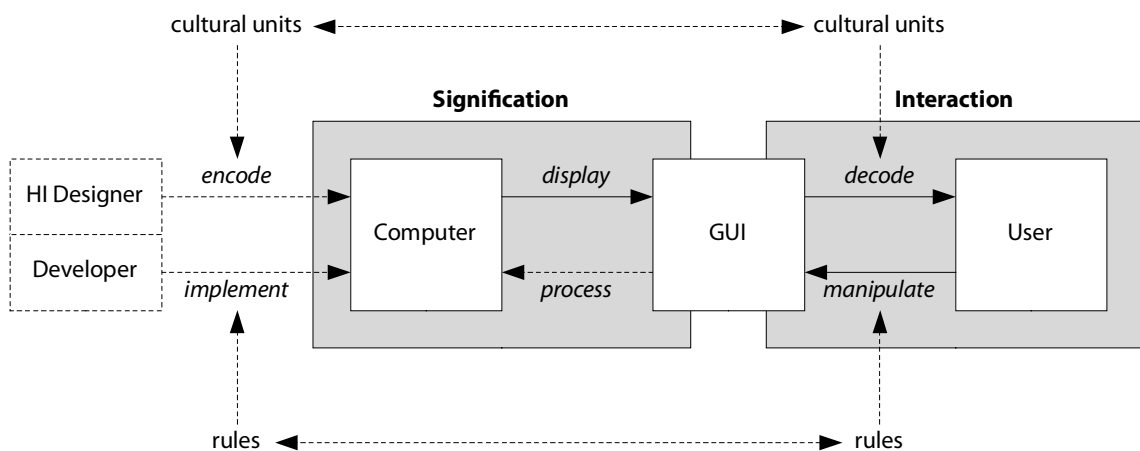 cultural units
cultural units
Signification
Interaction
HI Designer
encode
display
decode
Computer
GUI
User
Developer
implement
process
manipulate
rules
rules